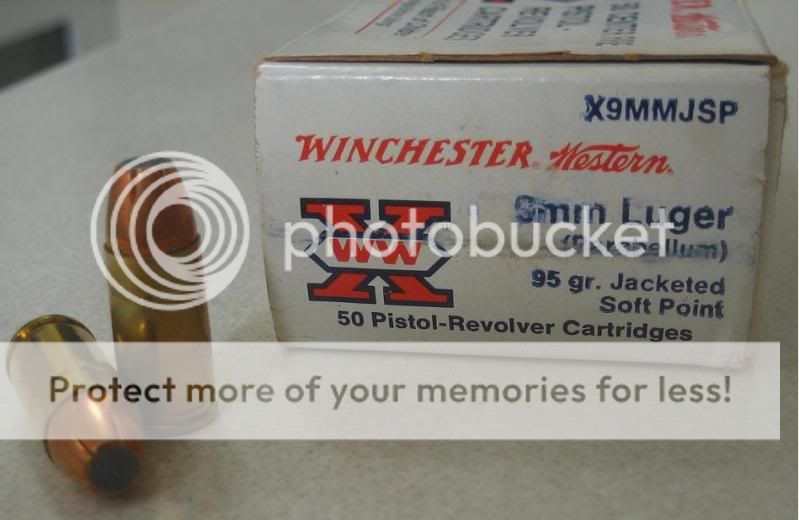 X9MMJSP
WINCHESTER Western
9mm Luger
(Parabellum)
X
WW
95 gr. Jacketed
Soft Point
50 Pistol-Revolver Cartridges
photobucket
Protect more of your memories for less!